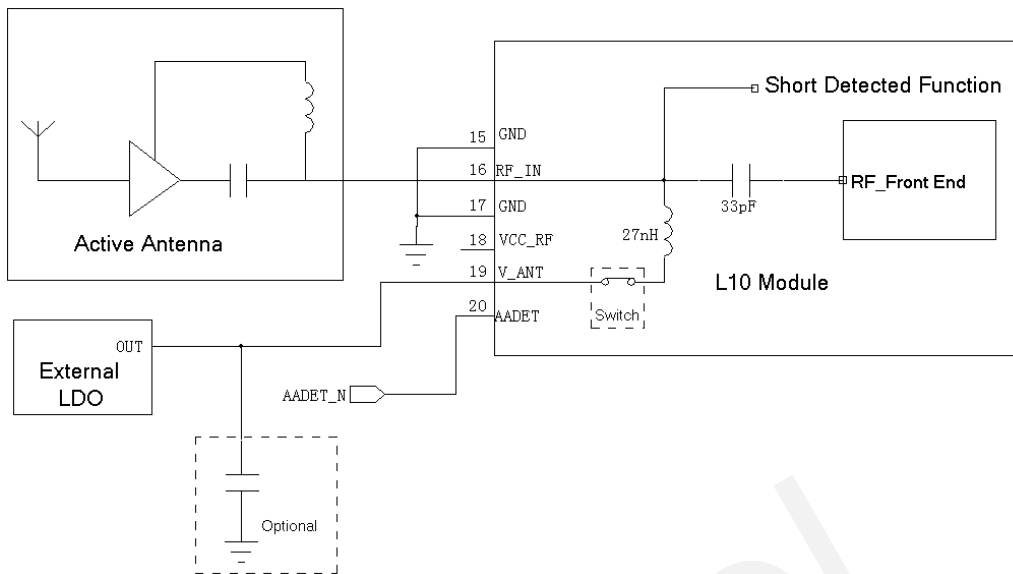 Active Antenna
15 GND
16 RF_IN
17 GND
18 VCC_RF
19 V_ANT
20 AADET
Short Detected Function
33pF
RF_Front End
27nH
Switch
L10 Module
OUT
External
LDO
AADET_N
Optional